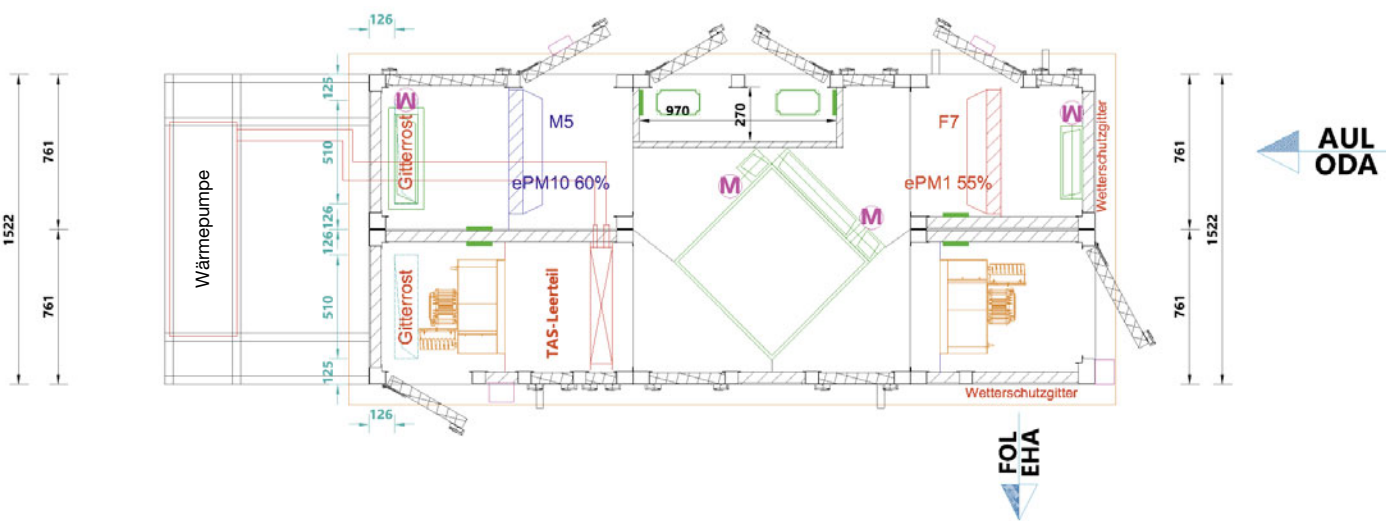 126
125
M
M5
970
270
F7
M
Wetterschutzgitter
AUL
ODA
761
510
Gitterrost
761
Wärmepumpe
ePM10 60%
M
ePM1 55%
M
1522
126
126
1522
761
510
Gitterrost
TAS-Leerteil
761
125
Wetterschutzgitter
126
FOL
EHA